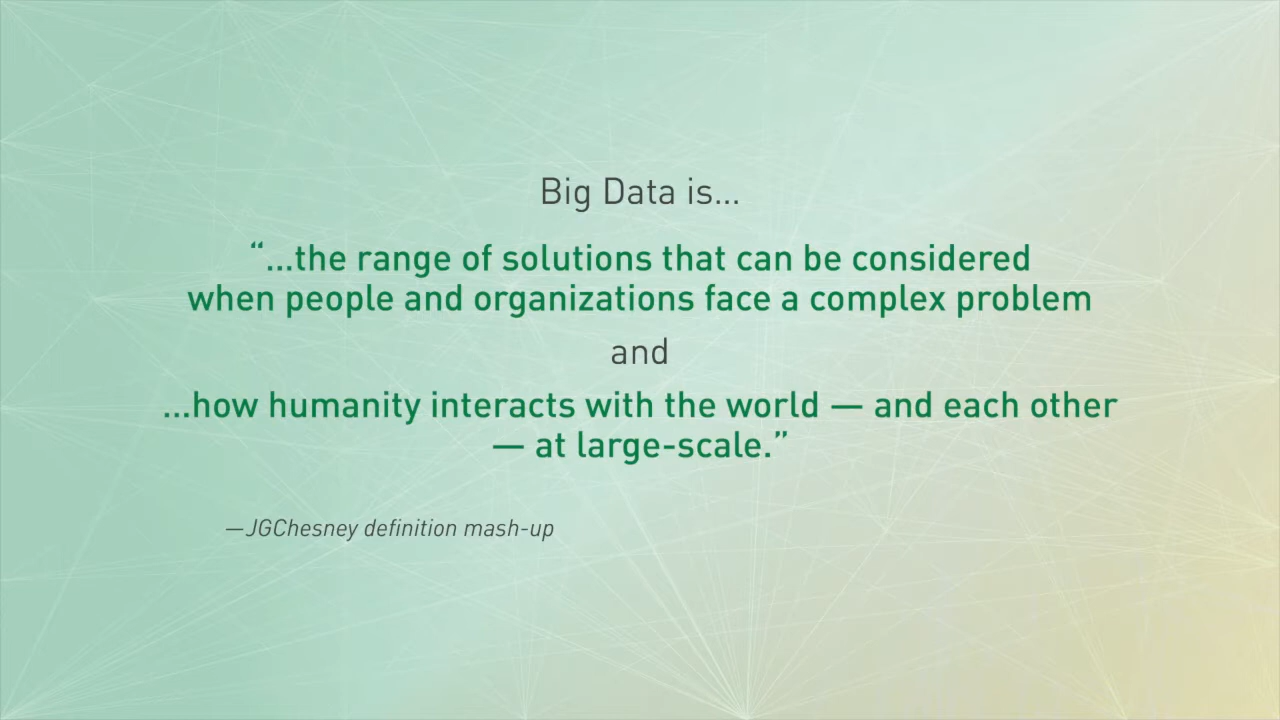 Big Data is...
“...the range of solutions that can be considered
when people and organizations face a complex problem
and
...how humanity interacts with the world — and each other
— at large-scale.”
—JGChesney definition mash-up